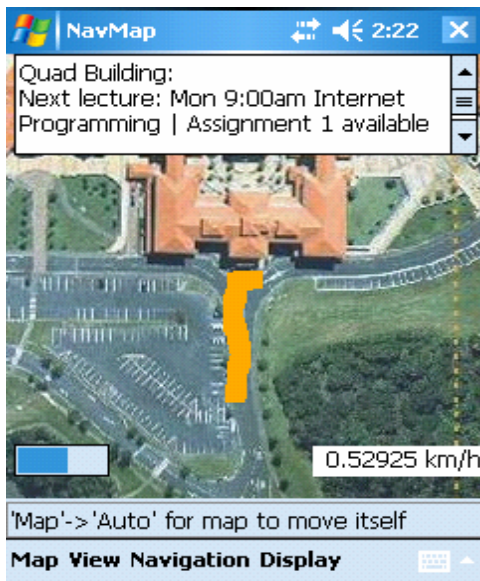 NavMap 2:22
Quad Building:
Next lecture: Mon 9:00am Internet
Programming | Assignment 1 available
0.52925 km/h
'Map'->'Auto' for map to move itself
Map View Navigation Display